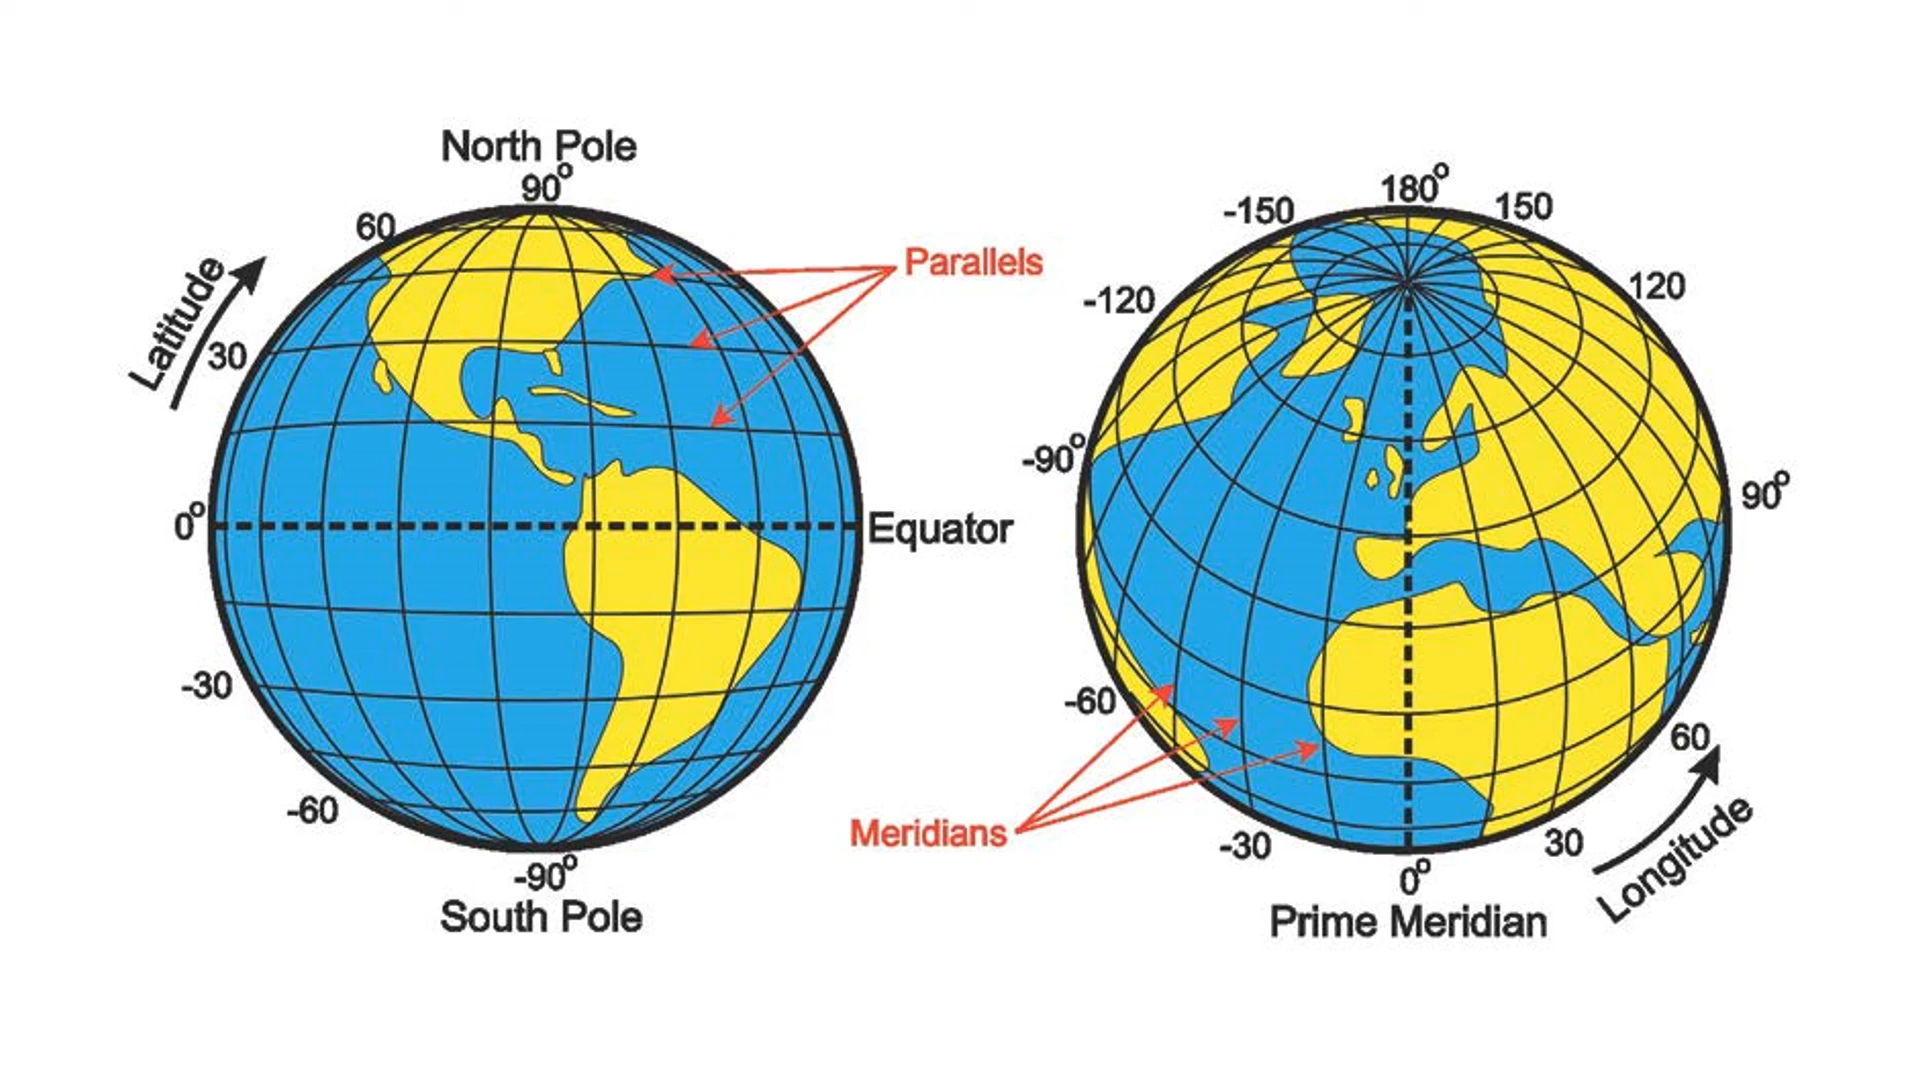 North Pole
90°
60
Latitude
30
0°
Equator
-30
-60
-90°
South Pole
Parallels
Meridians
180°
-150
150
-120
120
-90°
90°
-60
60
-30
30
0°
Longitude
Prime Meridian